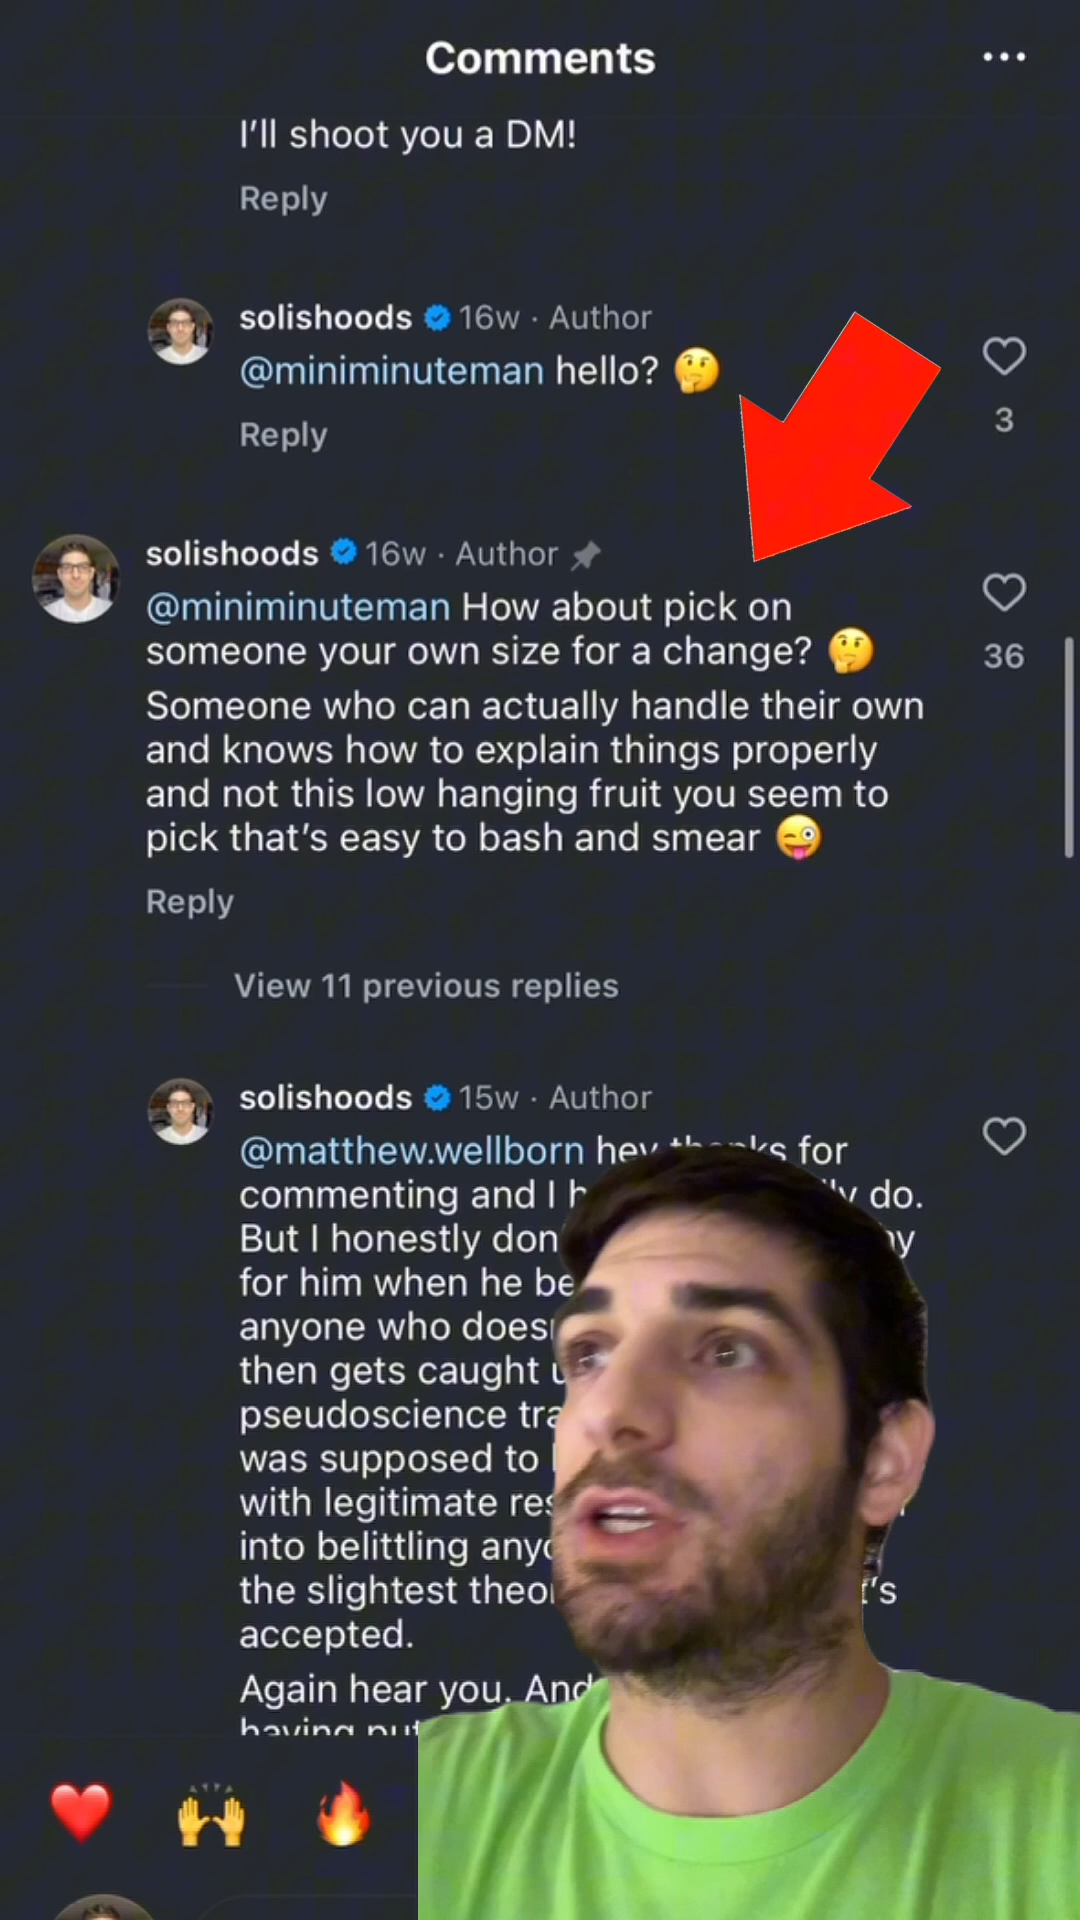 Comments
I'll shoot you a DM!
Reply
solishoods 16w · Author
@miniminuteman hello? 🤔
3
Reply
solishoods 16w · Author
@miniminuteman How about pick on
someone your own size for a change? 🤔
36
Someone who can actually handle their own
and knows how to explain things properly
and not this low hanging fruit you seem to
pick that's easy to bash and smear 😜
Reply
View 11 previous replies
solishoods 15w · Author
@matthew.wellborn hey thanks for
commenting and I do.
But I honestly
for him when he
anyone who
then gets caught
pseudoscience
was supposed to
with legitimate
into belittling
the slightest
accepted.
Again hear you. And
having